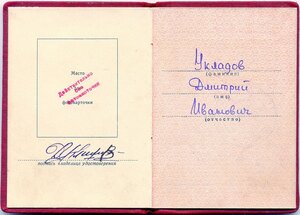 Место
Действительно
без
фотокарточки
фотокарточки
подпись владельца удостоверения
Укладов
(фамилия)
Дмитрий
(имя)
Иванович
(отчество)